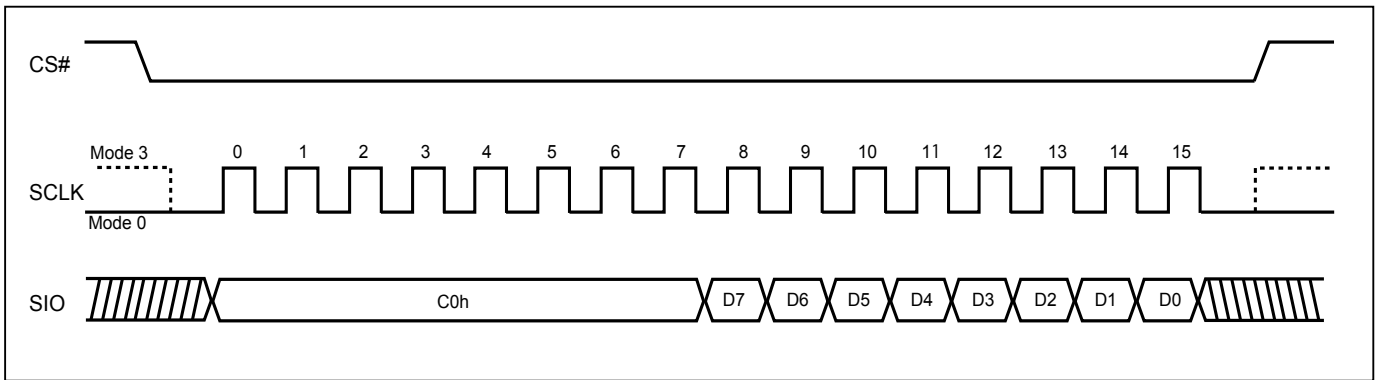 CS#
Mode 3 0 1 2 3 4 5 6 7 8 9 10 11 12 13 14 15
SCLK
Mode 0
SIO C0h D7 D6 D5 D4 D3 D2 D1 D0